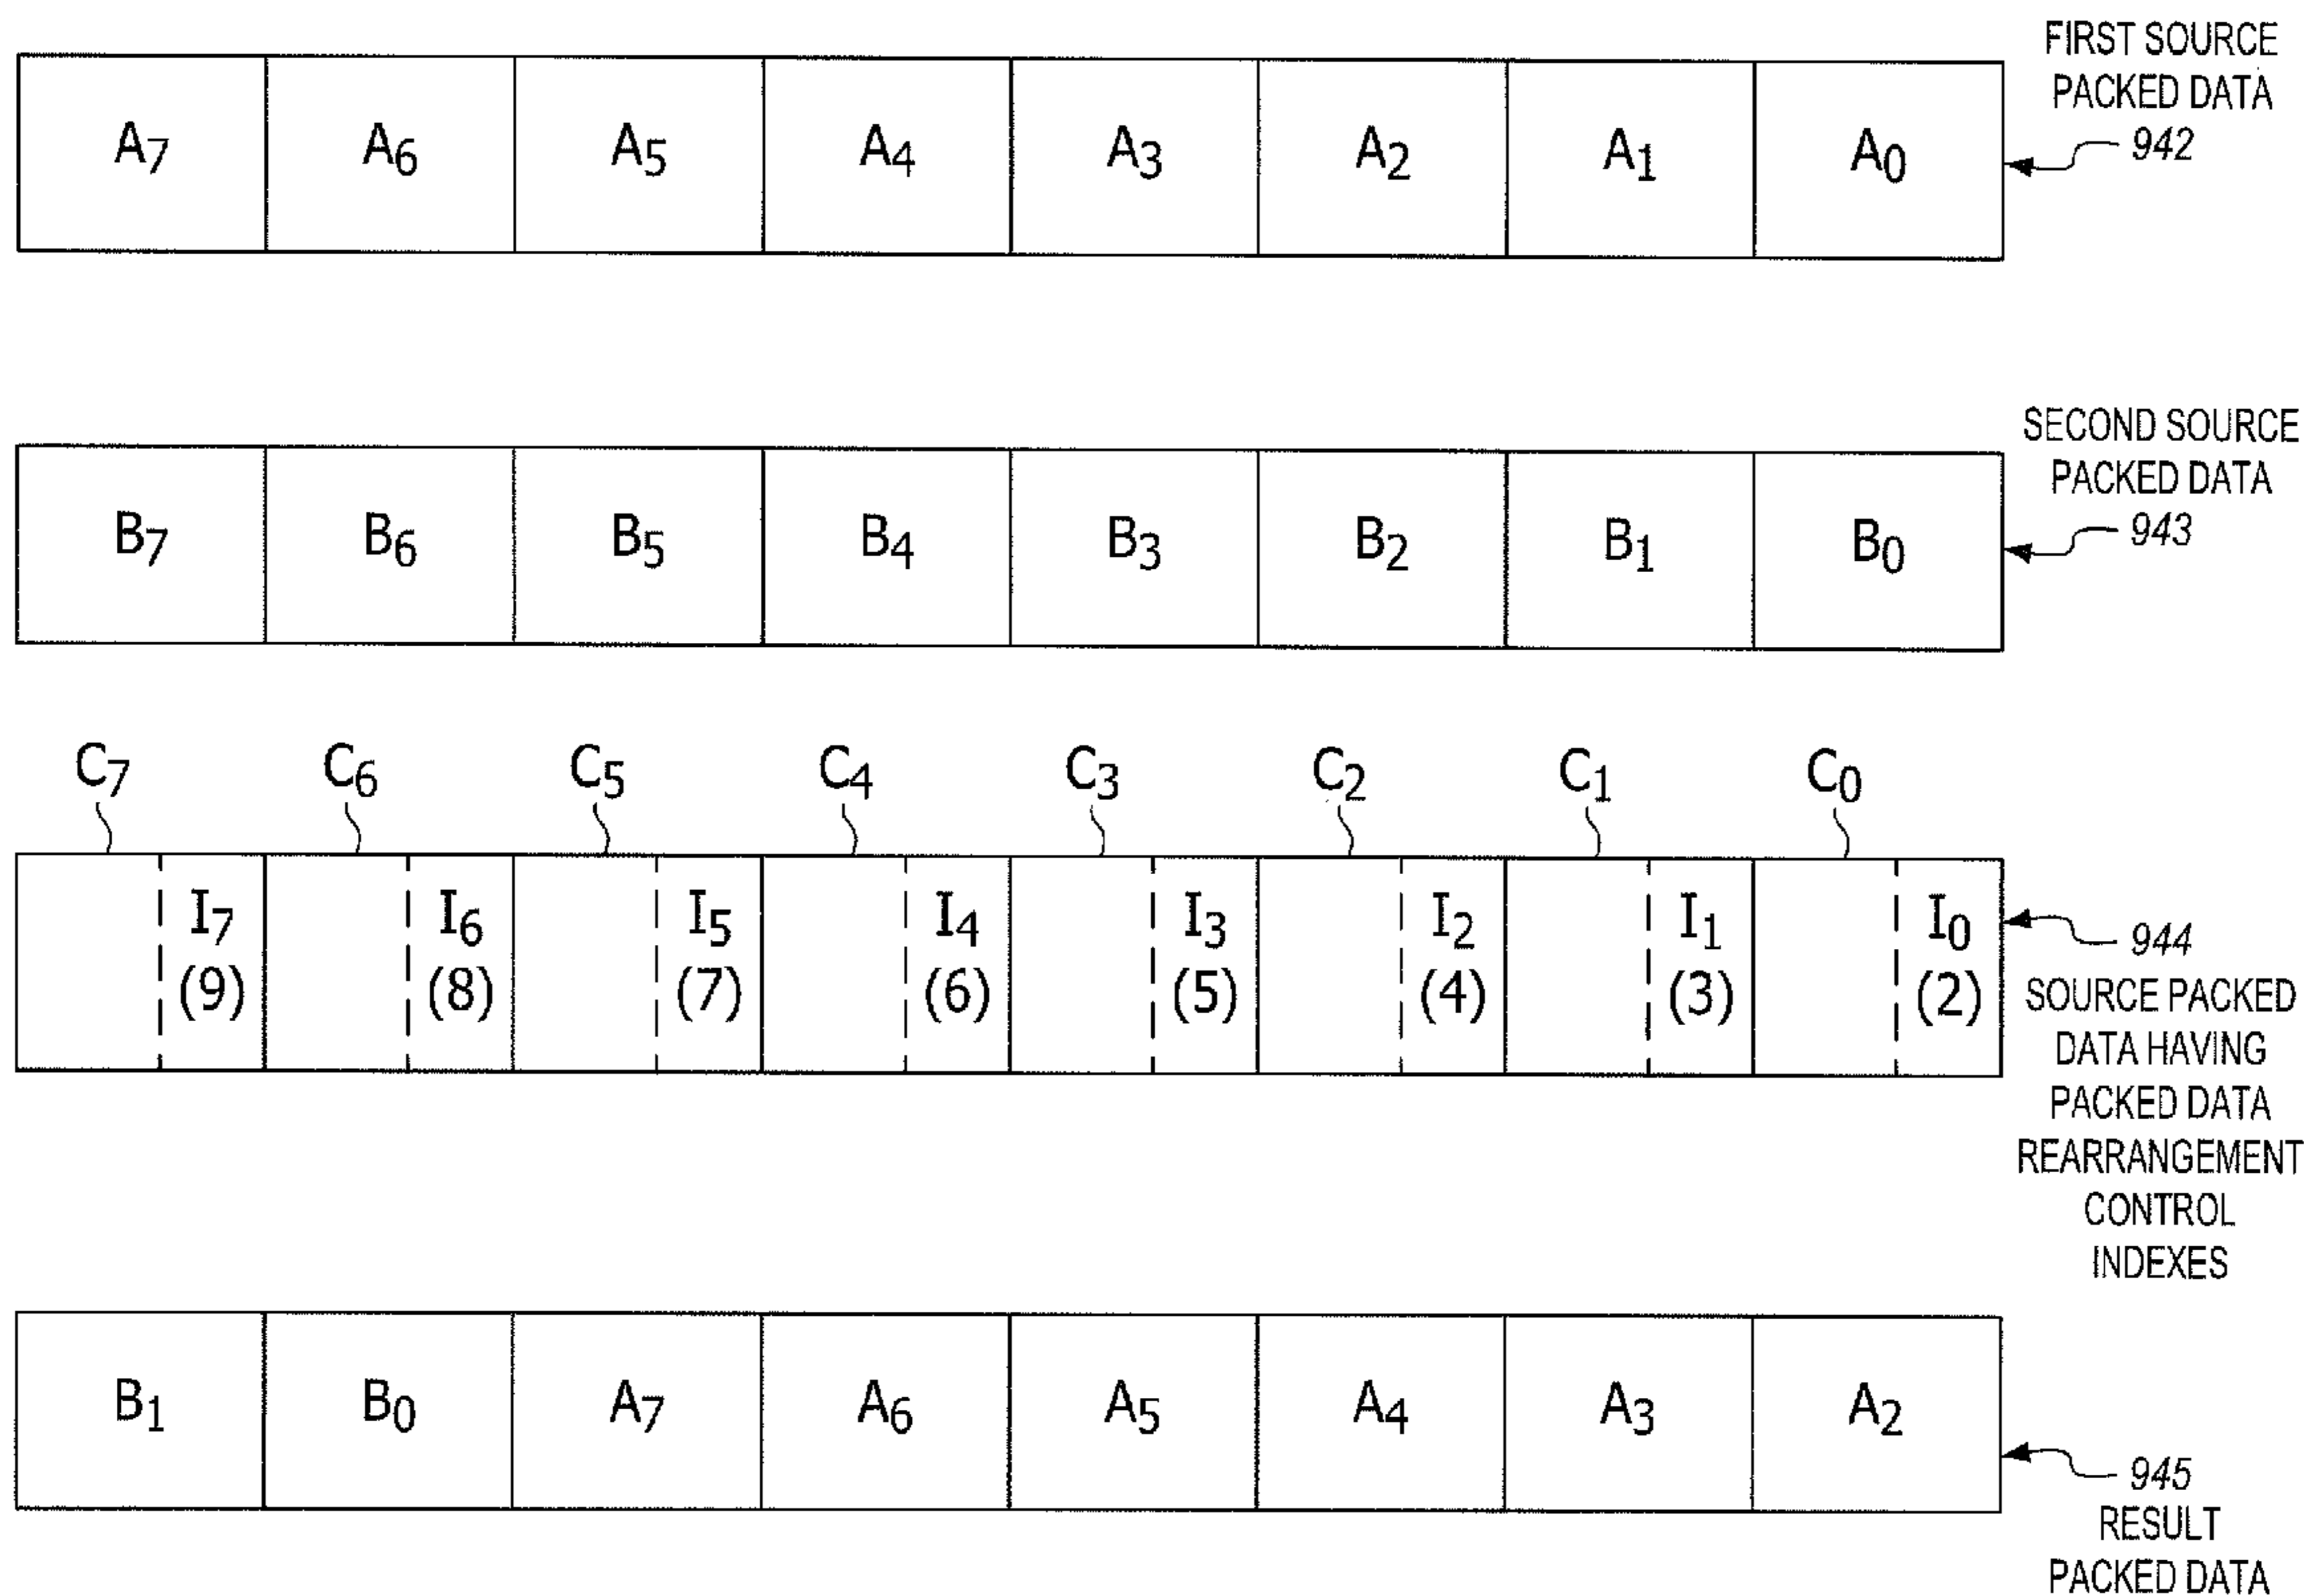 FIRST SOURCE
PACKED DATA
942
A7 A6 A5 A4 A3 A2 A1 A0
SECOND SOURCE
PACKED DATA
943
B7 B6 B5 B4 B3 B2 B1 B0
C7 C6 C5 C4 C3 C2 C1 C0
I7 I6 I5 I4 I3 I2 I1 I0
(9) (8) (7) (6) (5) (4) (3) (2)
944
SOURCE PACKED
DATA HAVING
PACKED DATA
REARRANGEMENT
CONTROL
INDEXES
B1 B0 A7 A6 A5 A4 A3 A2
945
RESULT
PACKED DATA